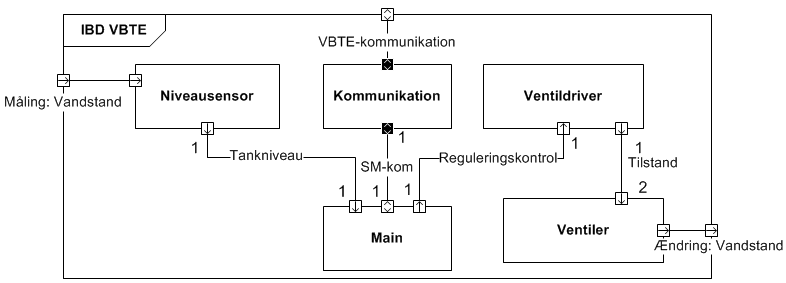 IBD VBTE
VBTE-kommunikation
Niveausensor
Kommunikation
Ventildriver
Måling: Vandstand
1
1
1
1
Tankniveau
SM-kom
Reguleringskontrol
Tilstand
1
1
1
2
Main
Ventiler
Ændring: Vandstand